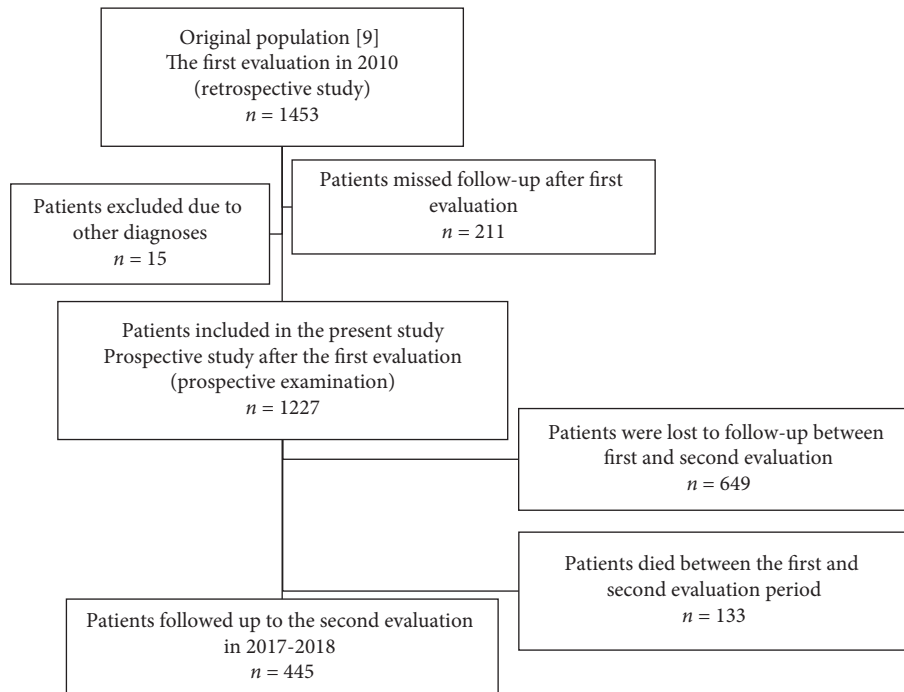 Original population [9]
The first evaluation in 2010
(retrospective study)
n = 1453
Patients missed follow-up after first
evaluation
n = 211
Patients excluded due to
other diagnoses
n = 15
Patients included in the present study
Prospective study after the first evaluation
(prospective examination)
n = 1227
Patients were lost to follow-up between
first and second evaluation
n = 649
Patients died between the first and
second evaluation period
n = 133
Patients followed up to the second evaluation
in 2017-2018
n = 445